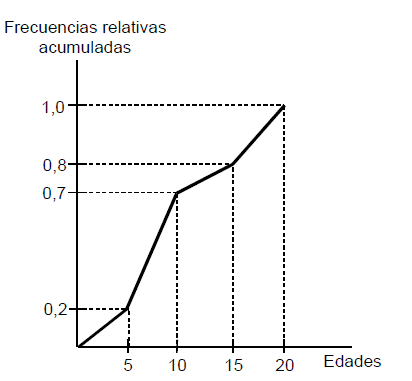 Frecuencias relativas
acumuladas
1,0
0,8
0,7
0,2
5 10 15 20 Edades